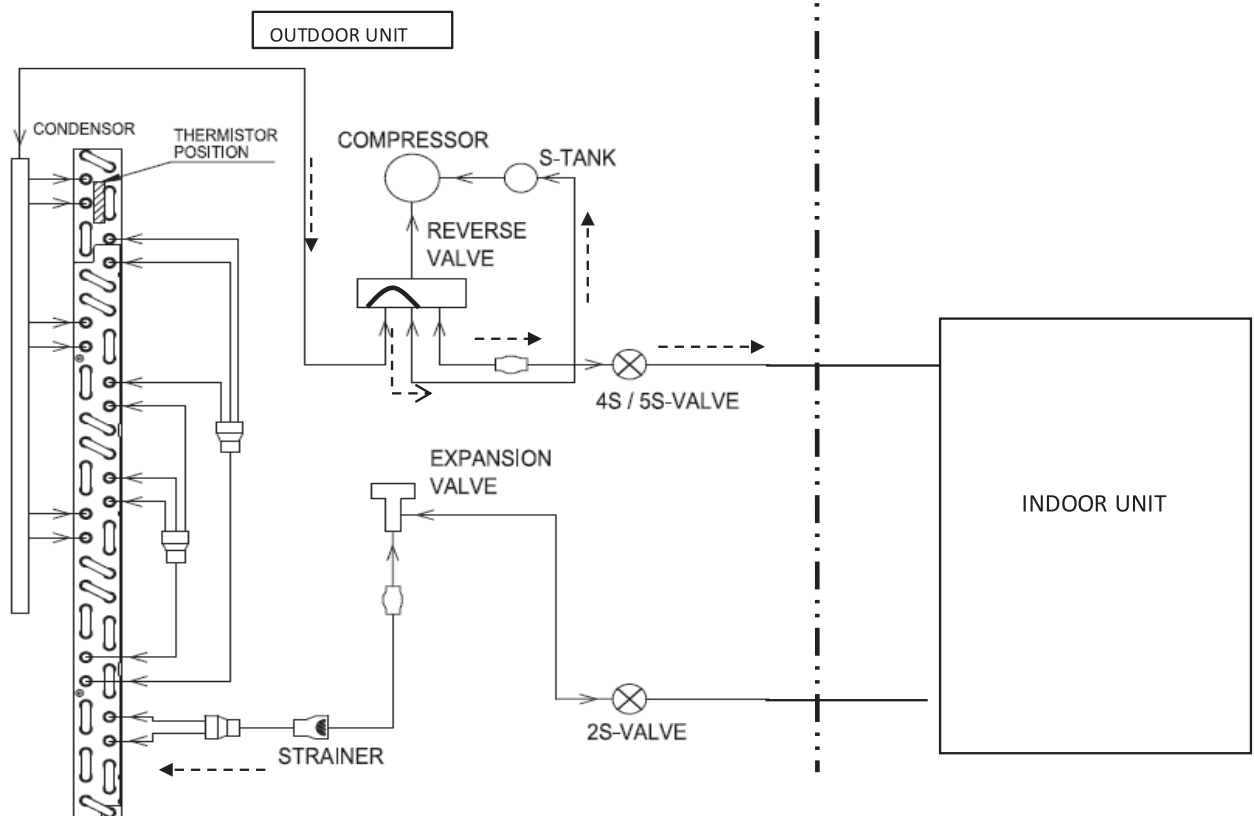 OUTDOOR UNIT
CONDENSOR
THERMISTOR
POSITION
COMPRESSOR
S-TANK
REVERSE
VALVE
4S / 5S-VALVE
EXPANSION
VALVE
INDOOR UNIT
2S-VALVE
STRAINER